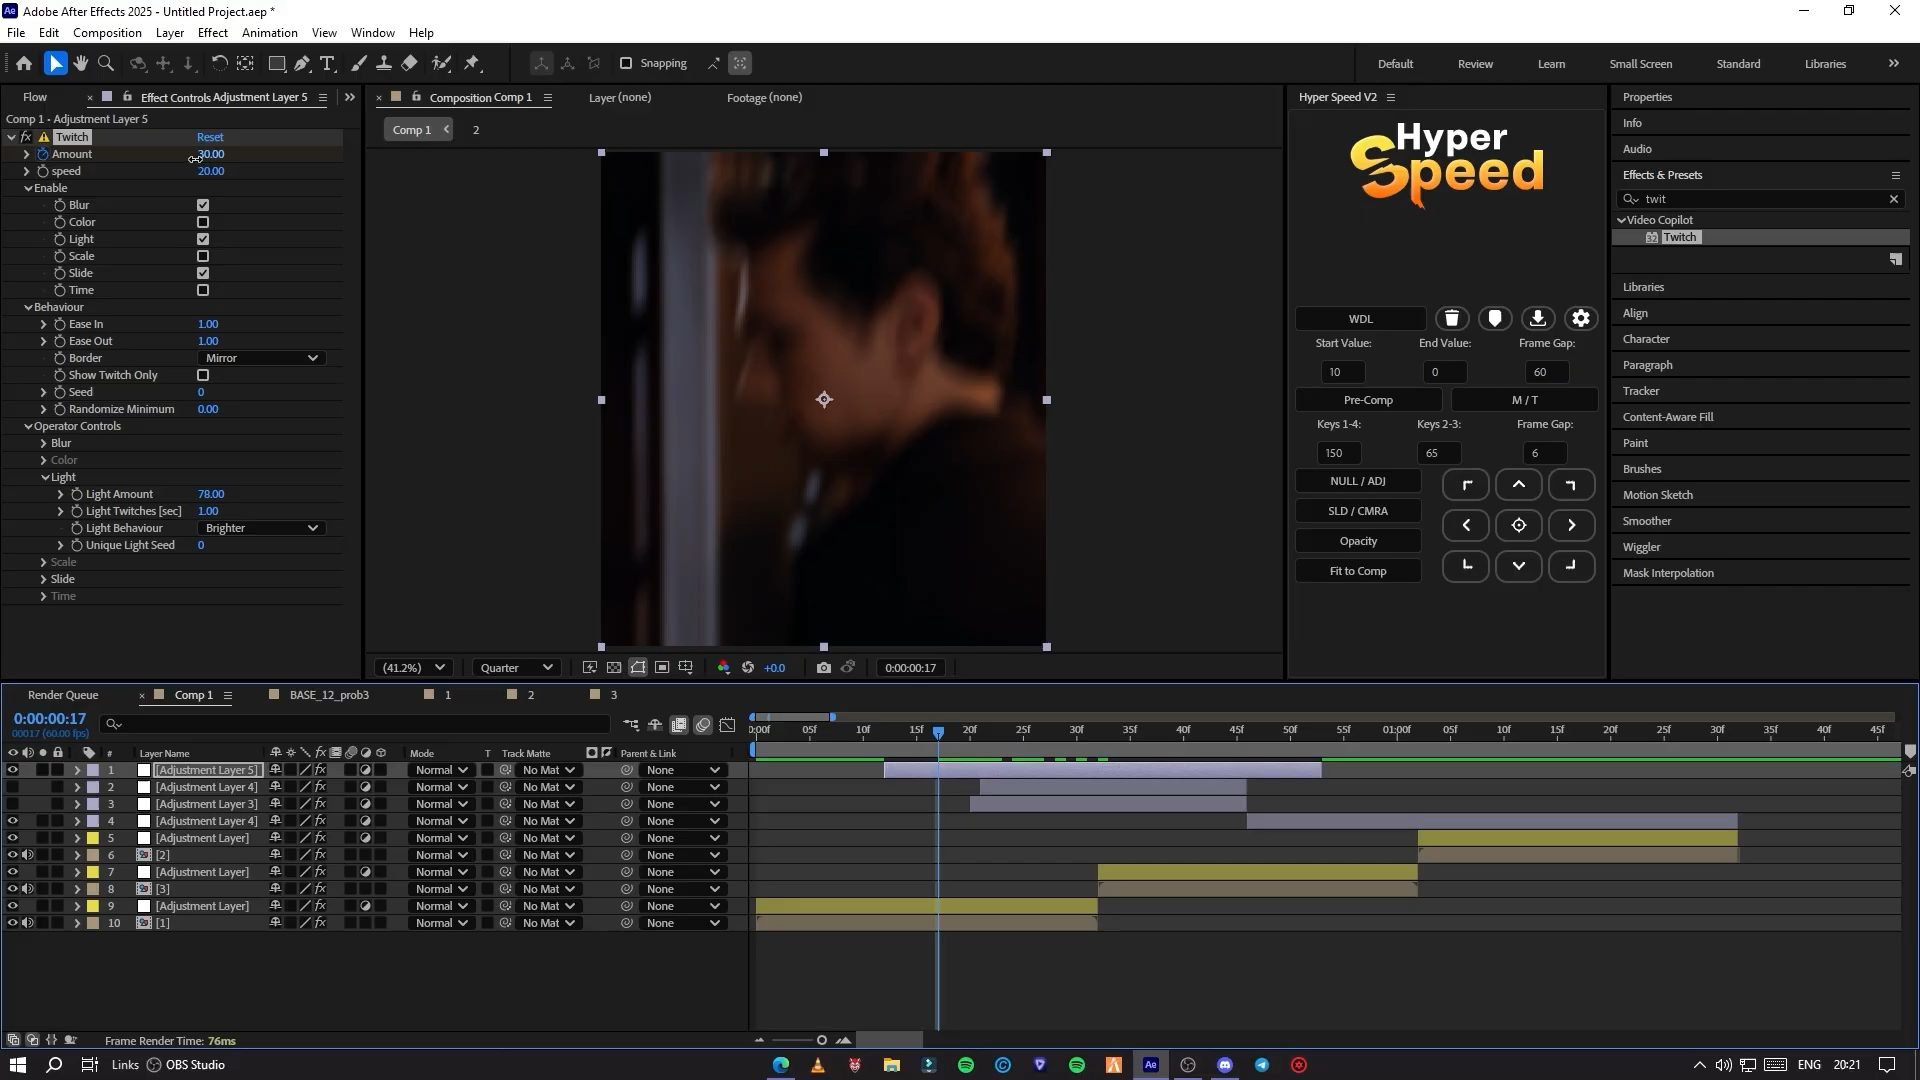 Adobe After Effects 2025 - Untitled Project.aep *
File Edit Composition Layer Effect Animation View Window Help
Snapping
Default Review Learn Small Screen Standard Libraries
Flow Effect Controls Adjustment Layer 5
Comp 1 - Adjustment Layer 5
fx Twitch Reset
Amount 30.00
speed 20.00
Enable
Blur
Color
Light
Scale
Slide
Time
Behaviour
Ease In 1.00
Ease Out 1.00
Border Mirror
Show Twitch Only
Seed 0
Randomize Minimum 0.00
Operator Controls
Blur
Color
Light
Light Amount 78.00
Light Twitches [sec] 1.00
Light Behaviour Brighter
Unique Light Seed 0
Scale
Slide
Time
Composition Comp 1 Layer (none) Footage (none)
Comp 1 2
(41.2%) Quarter +0.0 0:00:00:17
Hyper Speed V2
Hyper
Speed
WDL
Start Value: End Value: Frame Gap:
10 0 60
Pre-Comp M / T
Keys 1-4: Keys 2-3: Frame Gap:
150 65 6
NULL / ADJ
SLD / CMRA
Opacity
Fit to Comp
Properties
Info
Audio
Effects & Presets
twit
Video Copilot
32 Twitch
Libraries
Align
Character
Paragraph
Tracker
Content-Aware Fill
Paint
Brushes
Motion Sketch
Smoother
Wiggler
Mask Interpolation
Render Queue Comp 1 BASE_12_prob3 1 2 3
0:00:00:17
00017 (60.00 fps)
0:00f 05f 10f 15f 20f 25f 30f 35f 40f 45f 50f 55f 01:00f 05f 10f 15f 20f 25f 30f 35f 40f 45f
# Layer Name fx Mode T Track Matte Parent & Link
1 [Adjustment Layer 5] fx Normal No Mat None
2 [Adjustment Layer 4] fx Normal No Mat None
3 [Adjustment Layer 3] fx Normal No Mat None
4 [Adjustment Layer 4] fx Normal No Mat None
5 [Adjustment Layer] fx Normal No Mat None
6 [2] fx Normal No Mat None
7 [Adjustment Layer] fx Normal No Mat None
8 [3] fx Normal No Mat None
9 [Adjustment Layer] fx Normal No Mat None
10 [1] fx Normal No Mat None
Frame Render Time: 76ms
Links OBS Studio Ae ENG 20:21